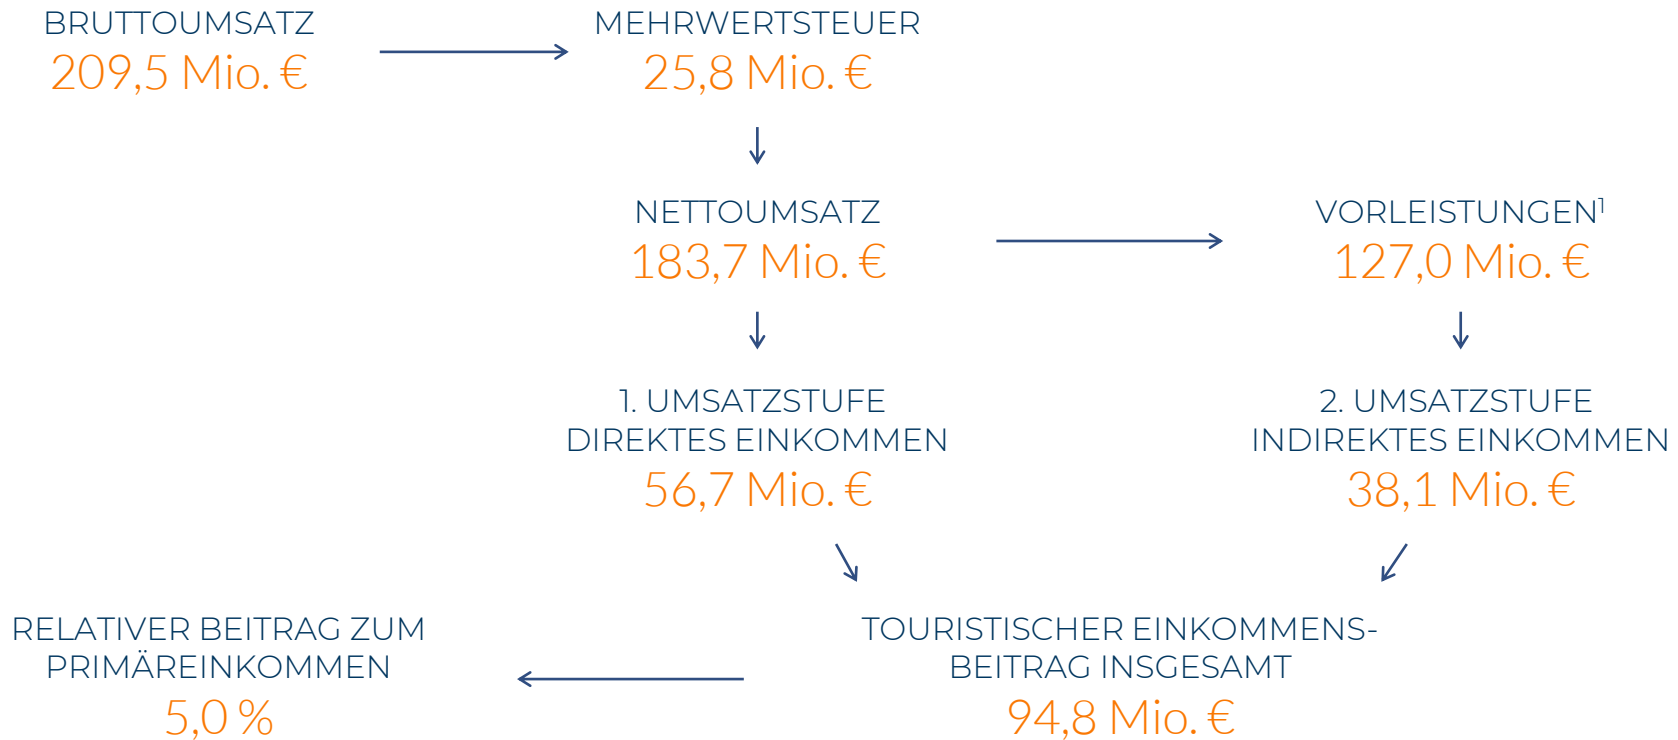 BRUTTOUMSATZ
209,5 Mio. €
MEHRWERTSTEUER
25,8 Mio. €
NETTOUMSATZ
183,7 Mio. €
VORLEISTUNGEN¹
127,0 Mio. €
1. UMSATZSTUFE
DIREKTES EINKOMMEN
56,7 Mio. €
2. UMSATZSTUFE
INDIREKTES EINKOMMEN
38,1 Mio. €
RELATIVER BEITRAG ZUM
PRIMÄREINKOMMEN
5,0 %
TOURISTISCHER EINKOMMENS-
BEITRAG INSGESAMT
94,8 Mio. €